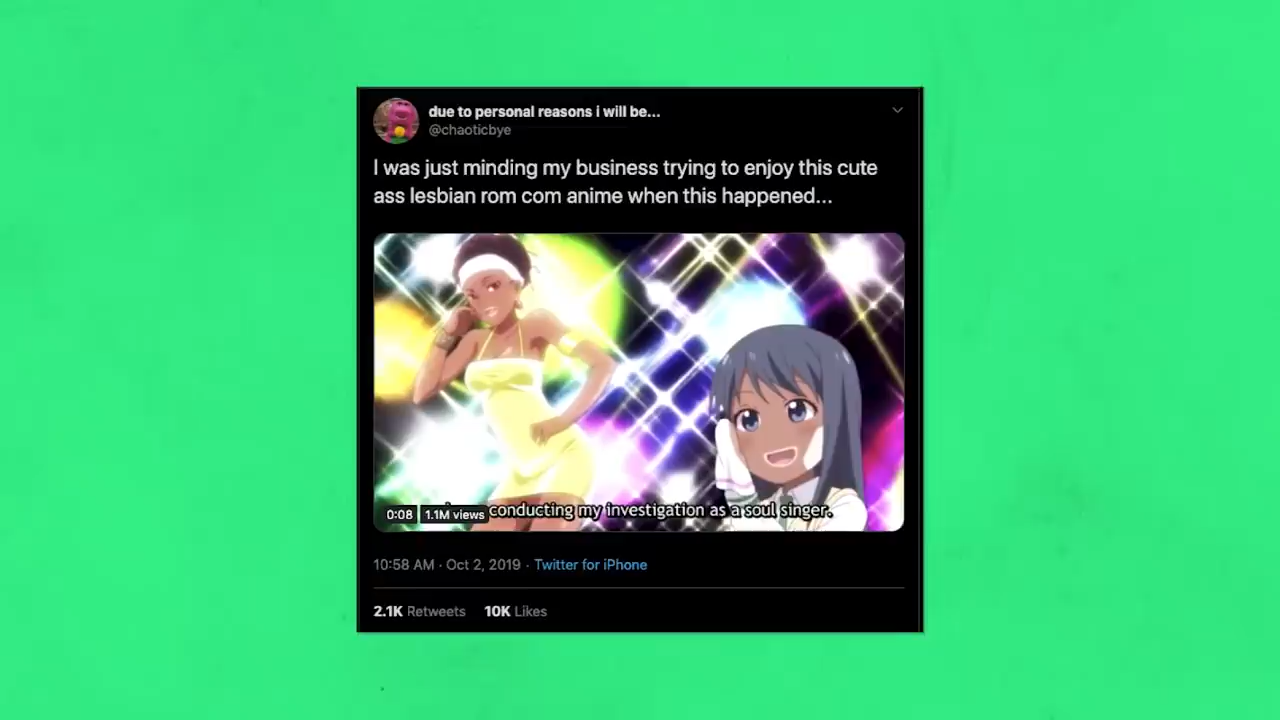 due to personal reasons i will be...
@chaoticbye
I was just minding my business trying to enjoy this cute
ass lesbian rom com anime when this happened...
0:08 1.1M views conducting my investigation as a soul singer.
10:58 AM · Oct 2, 2019 · Twitter for iPhone
2.1K Retweets 10K Likes